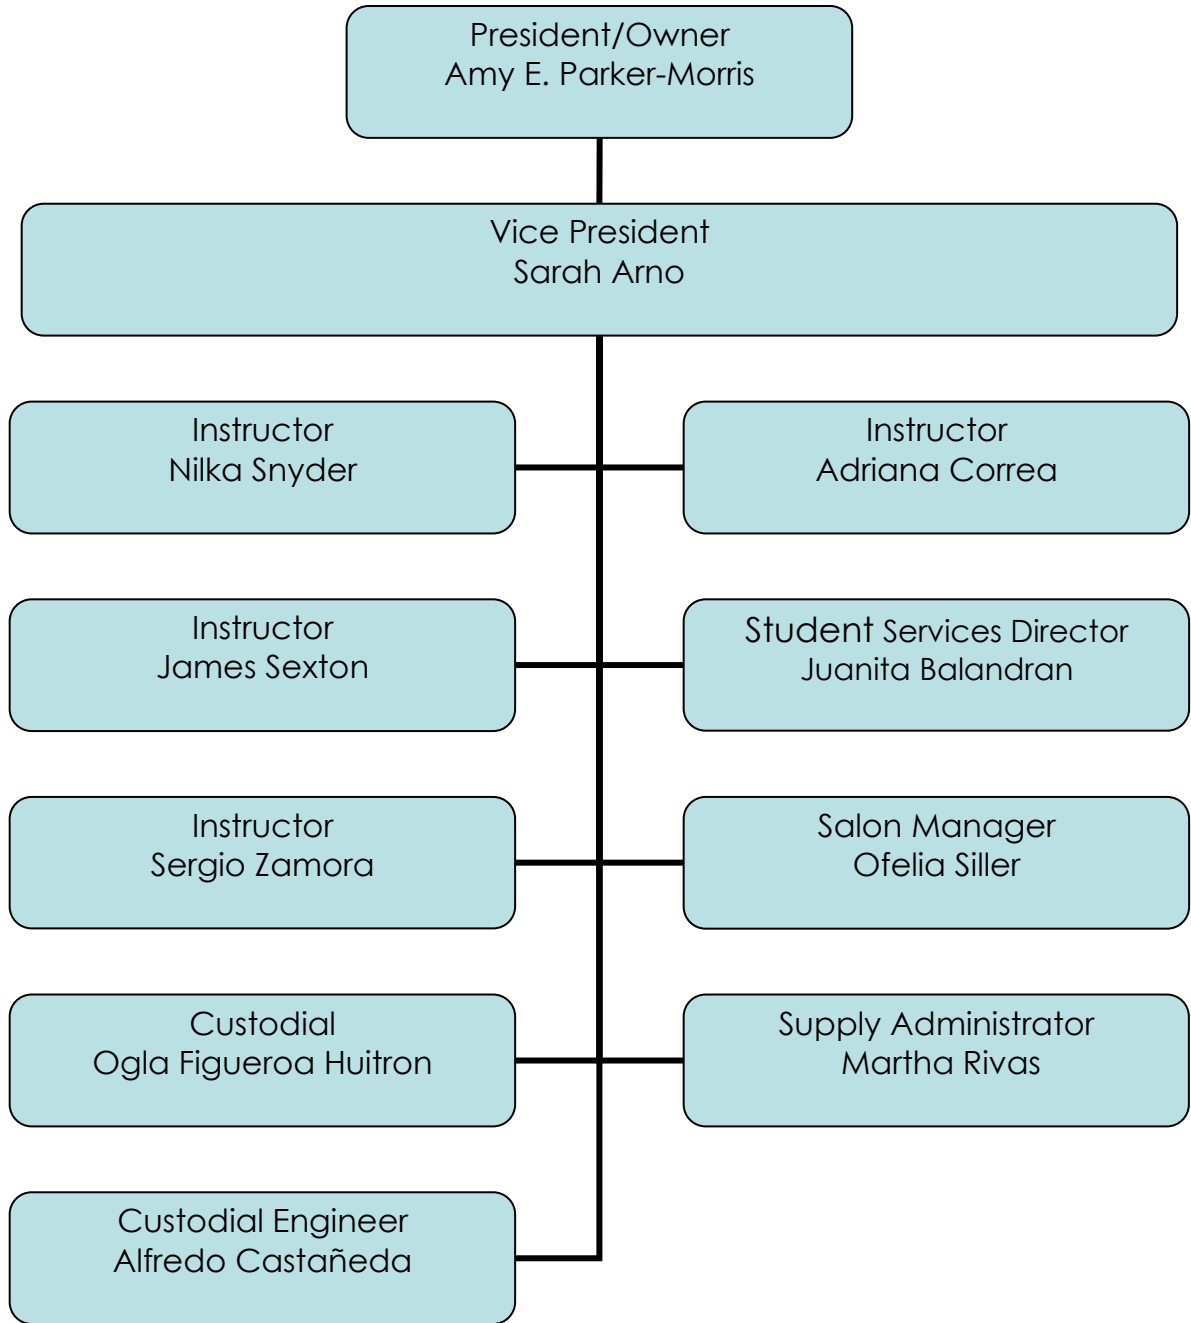 President/Owner
Amy E. Parker-Morris
Vice President
Sarah Arno
Instructor
Nilka Snyder
Instructor
Adriana Correa
Instructor
James Sexton
Student Services Director
Juanita Balandran
Instructor
Sergio Zamora
Salon Manager
Ofelia Siller
Custodial
Ogla Figueroa Huitron
Supply Administrator
Martha Rivas
Custodial Engineer
Alfredo Castañeda